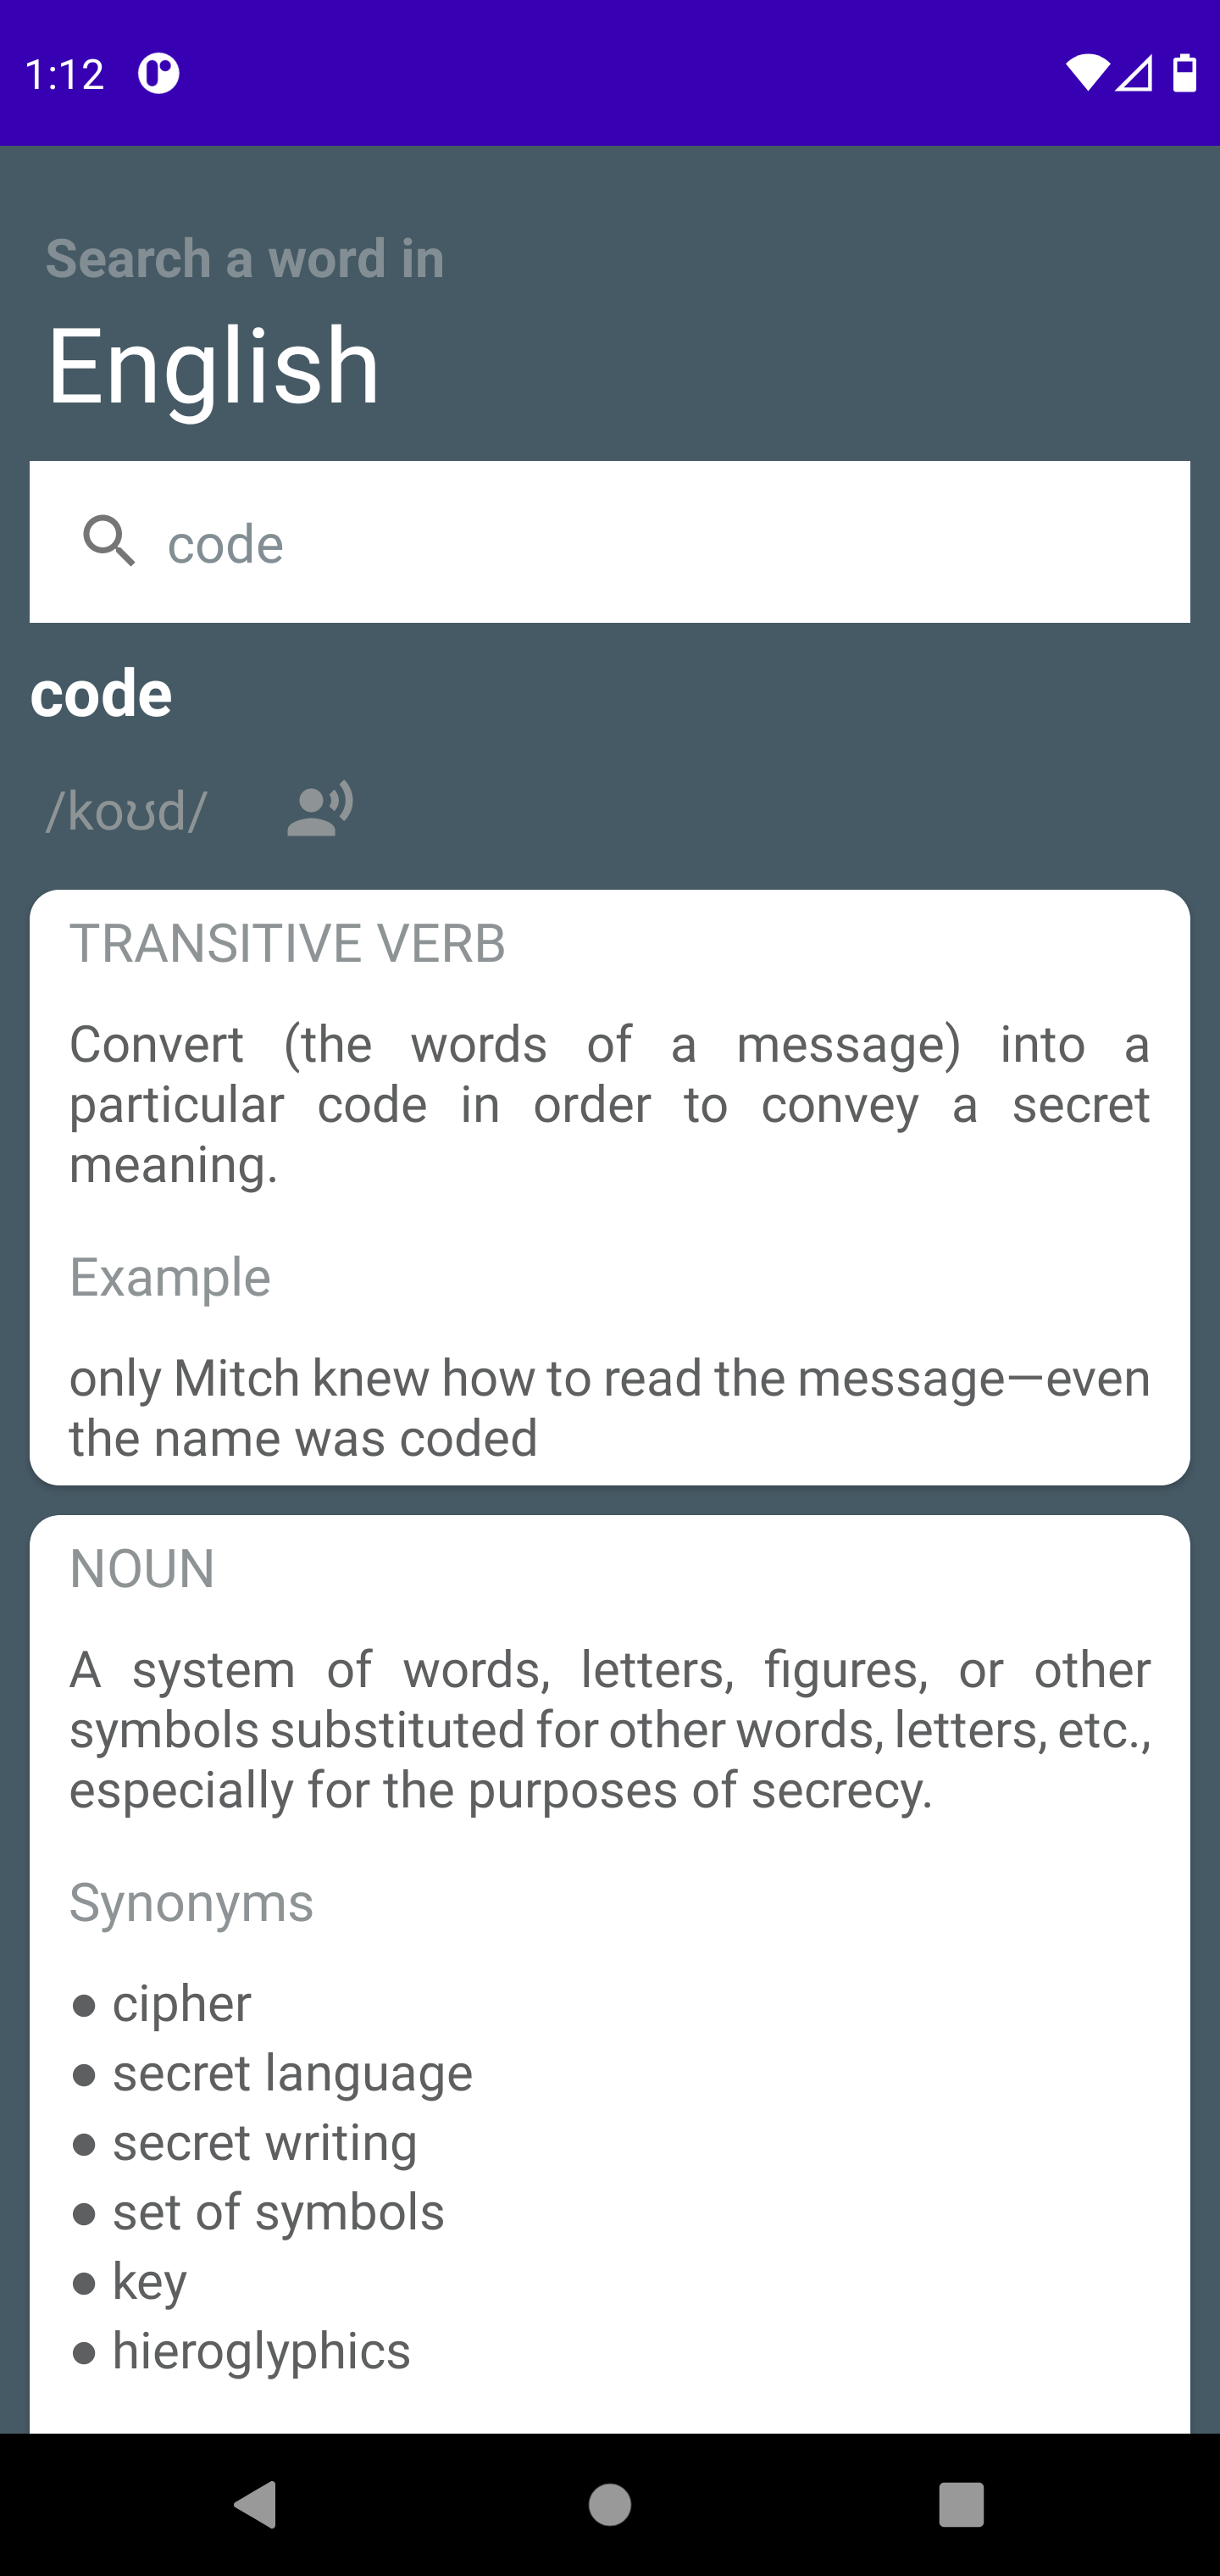 1:12
Search a word in
English
code
code
/koʊd/
TRANSITIVE VERB
Convert (the words of a message) into a
particular code in order to convey a secret
meaning.
Example
only Mitch knew how to read the message—even
the name was coded
NOUN
A system of words, letters, figures, or other
symbols substituted for other words, letters, etc.,
especially for the purposes of secrecy.
Synonyms
● cipher
● secret language
● secret writing
● set of symbols
● key
● hieroglyphics